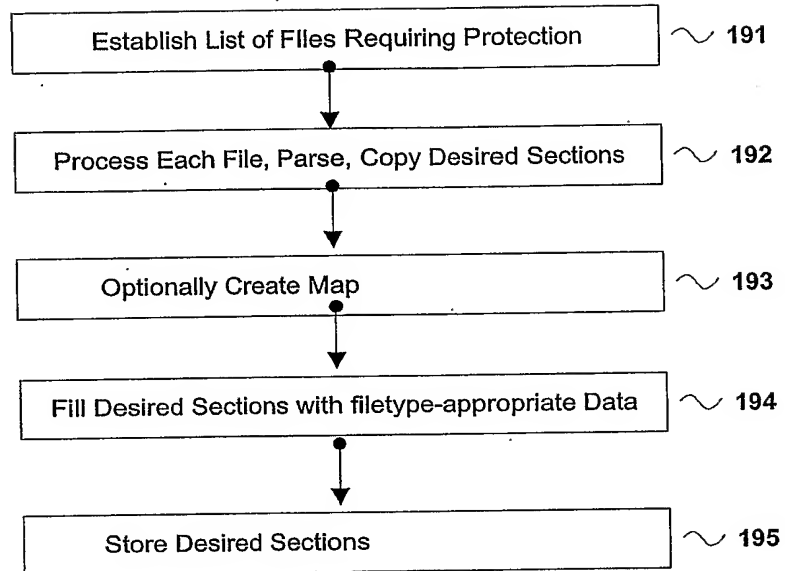 Establish List of FIles Requiring Protection 191
Process Each File, Parse, Copy Desired Sections 192
Optionally Create Map 193
Fill Desired Sections with filetype-appropriate Data 194
Store Desired Sections 195